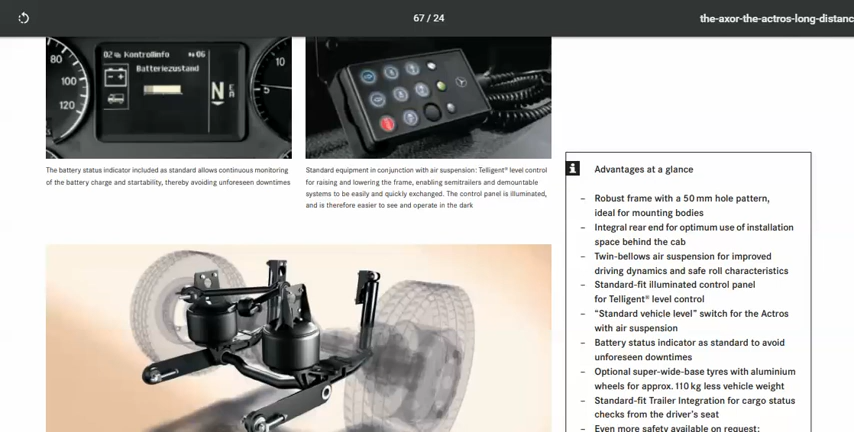 67 / 24
the-axor-the-actros-long-distanc
80
100
120
02 Kontrollinfo 06
Batteriezustand
N
10
5
The battery status indicator included as standard allows continuous monitoring
of the battery charge and startability, thereby avoiding unforeseen downtimes
Standard equipment in conjunction with air suspension: Telligent® level control
for raising and lowering the frame, enabling semitrailers and demountable
systems to be easily and quickly exchanged. The control panel is illuminated,
and is therefore easier to see and operate in the dark
Advantages at a glance
– Robust frame with a 50 mm hole pattern,
ideal for mounting bodies
– Integral rear end for optimum use of installation
space behind the cab
– Twin-bellows air suspension for improved
driving dynamics and safe roll characteristics
– Standard-fit illuminated control panel
for Telligent® level control
– “Standard vehicle level” switch for the Actros
with air suspension
– Battery status indicator as standard to avoid
unforeseen downtimes
– Optional super-wide-base tyres with aluminium
wheels for approx. 110 kg less vehicle weight
– Standard-fit Trailer Integration for cargo status
checks from the driver’s seat
– Even more safety available on request: